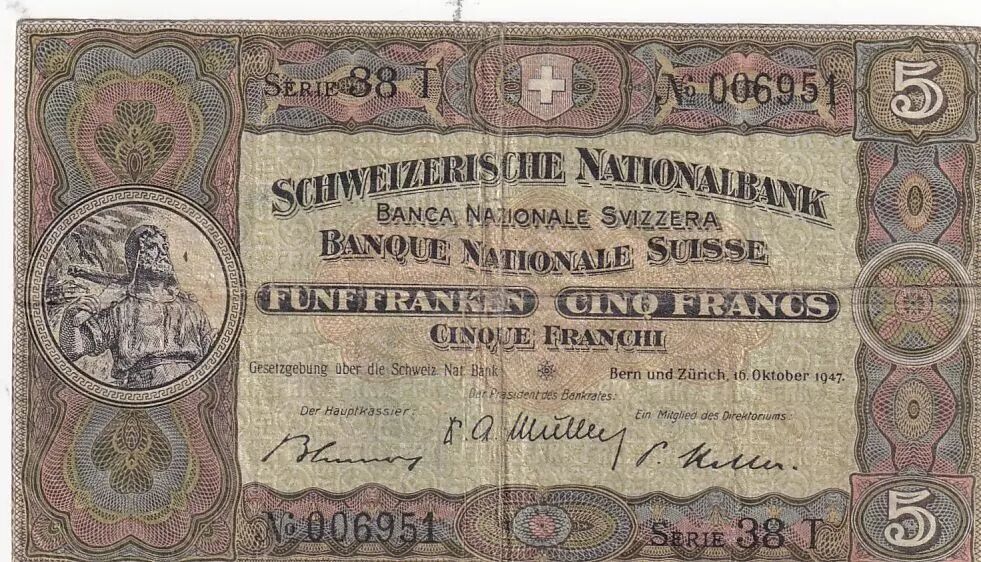 SERIE 38 T
No 006951
5
SCHWEIZERISCHE NATIONALBANK
BANCA NAZIONALE SVIZZERA
BANQUE NATIONALE SUISSE
FÜNF FRANKEN CINQ FRANCS
CINQUE FRANCHI
Gesetzgebung über die Schweiz. Nat. Bank
Bern und Zürich, 16. Oktober 1947.
Der Präsident des Bankrates:
Der Hauptkassier:
Ein Mitglied des Direktoriums:
A. Müller
No 006951
SERIE 38 T
5